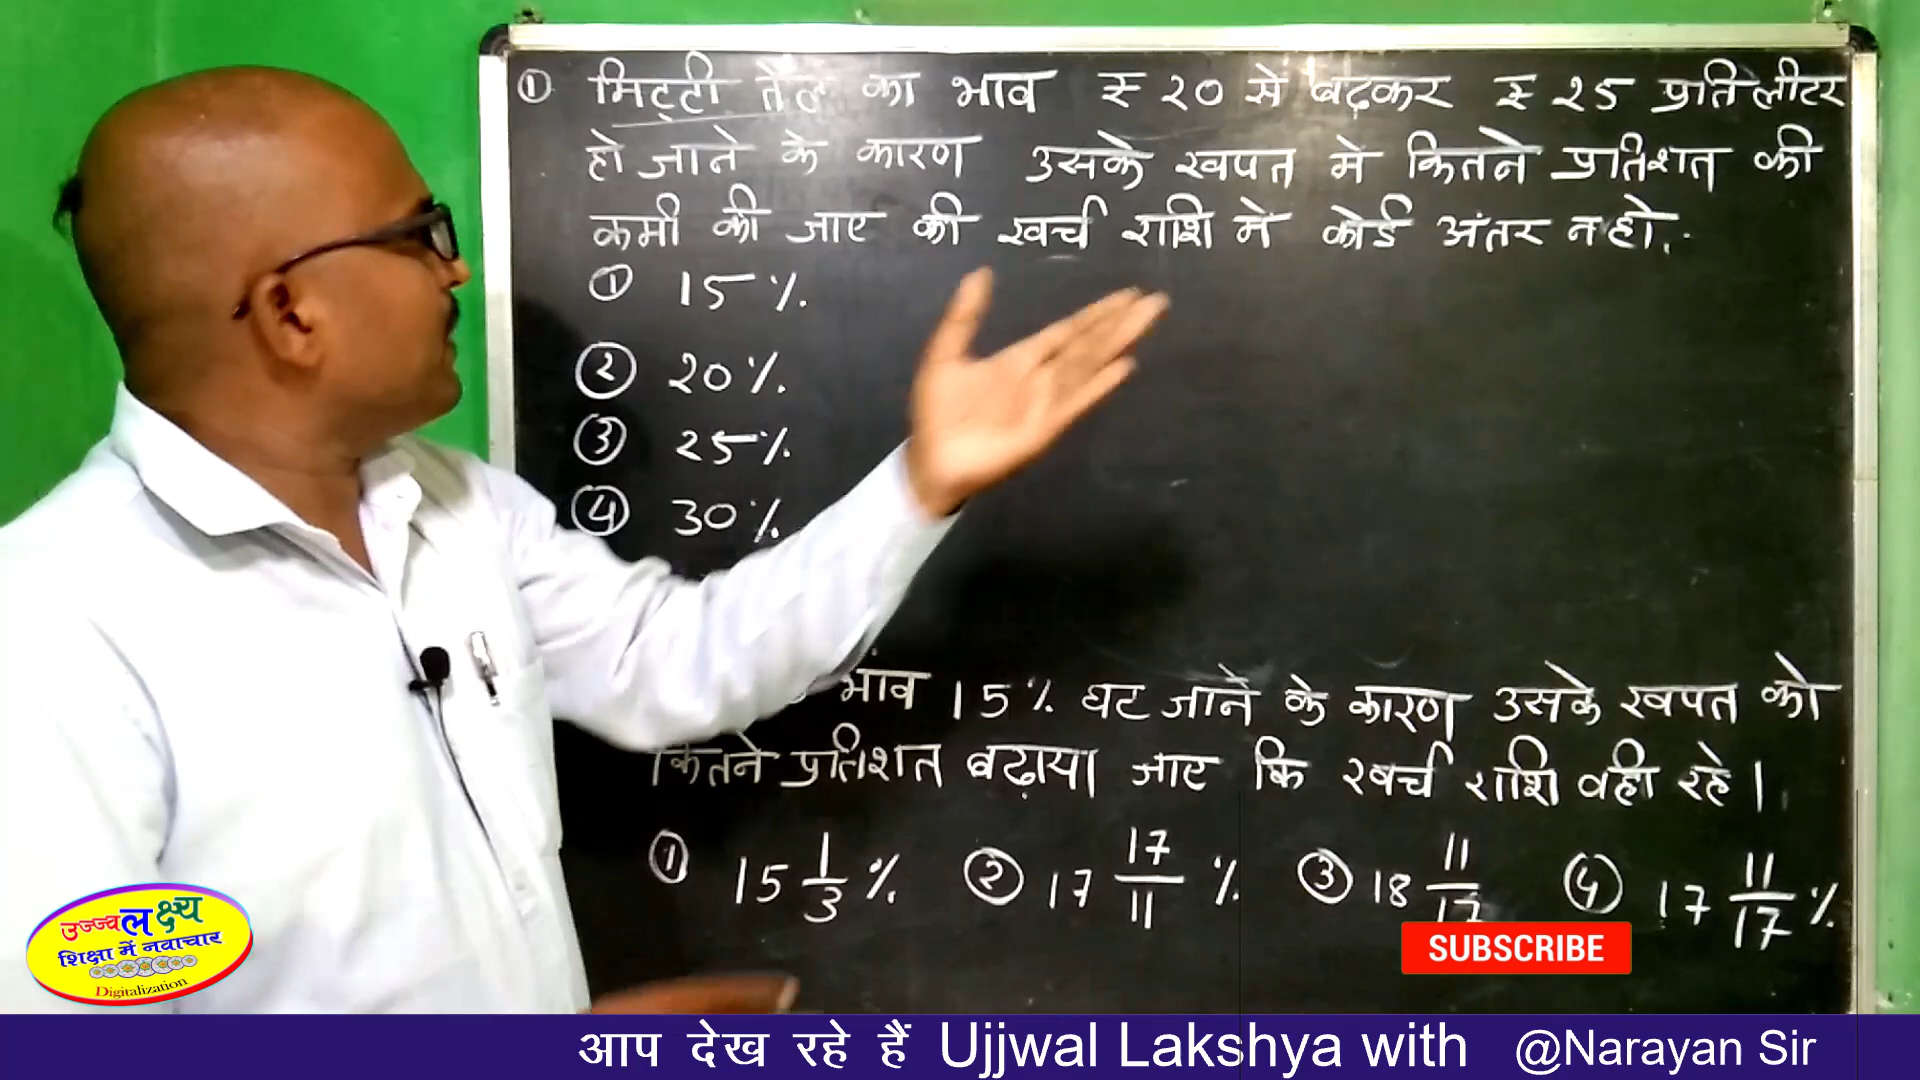 ① मिट्टी तेल का भाव ₹ 20 से बढ़कर ₹ 25 प्रति लीटर
हो जाने के कारण उसके खपत मे कितने प्रतिशत की
कमी की जाए की खर्च राशि मे कोई अंतर न हो.
① 15%
② 20%
③ 25%
④ 30%
भाव 15% घट जाने के कारण उसके खपत को
कितने प्रतिशत बढ़ाया जाए कि खर्च राशि वही रहे।
① 15 1/3 % ② 17 17/11 % ③ 18 11/17 ④ 17 11/17 %
SUBSCRIBE
उज्ज्वल लक्ष्य
शिक्षा में नवाचार
Digitalization
आप देख रहे हैं Ujjwal Lakshya with @Narayan Sir